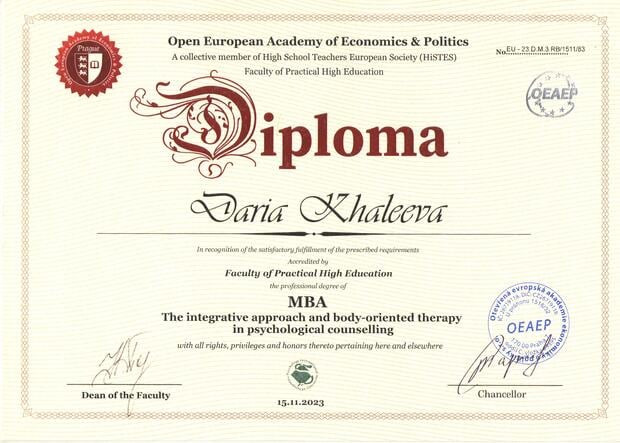 Prague
Open European Academy of Economics & Politics
A collective member of High School Teachers European Society (HiSTES)
Faculty of Practical High Education
No. EU - 23.D.M.3.RB/1511/83
OEAEP
Diploma
Daria Khaleeva
In recognition of the satisfactory fulfillment of the prescribed requirements
Accredited by
Faculty of Practical High Education
the professional degree of
MBA
The integrative approach and body-oriented therapy
in psychological counselling
with all rights, privileges and honors thereto pertaining here and elsewhere
Otevřená evropská akademie ekonomiky a politiky
OEAEP
Dean of the Faculty
15.11.2023
Chancellor